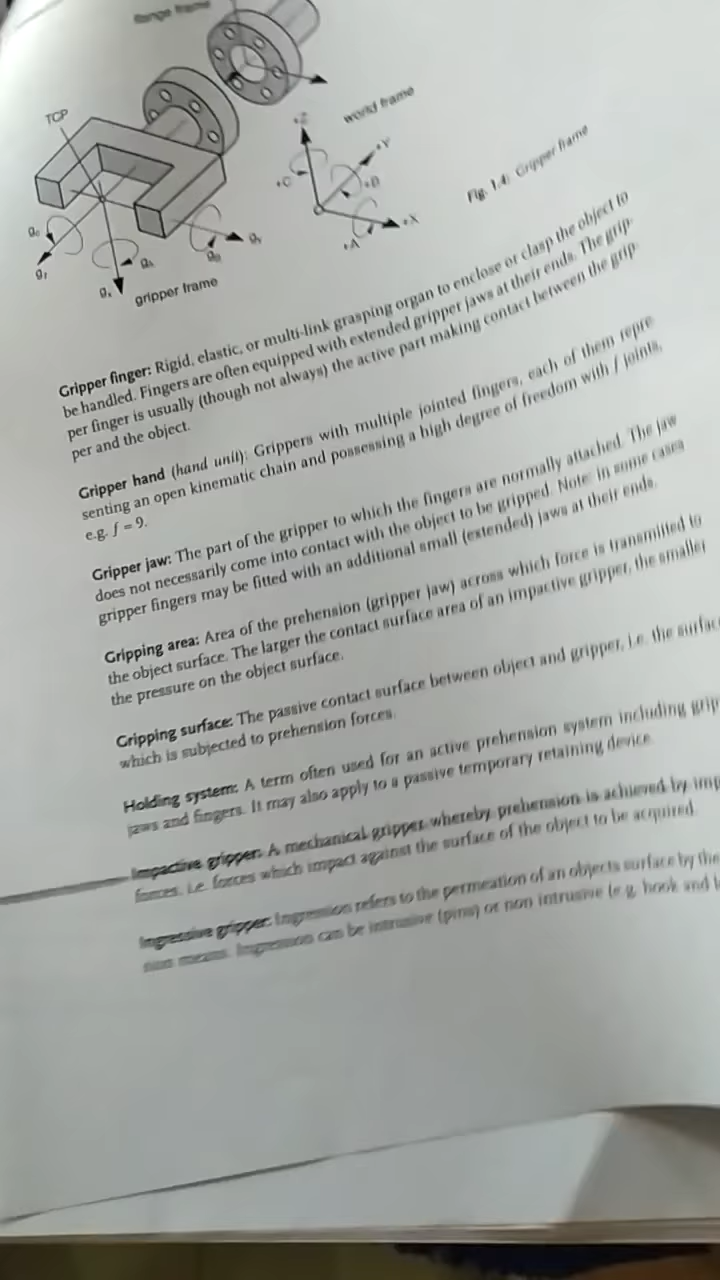 flange frame
TCP
world frame
+Z
+Y
+C
+B
+X
+A
Fig. 1.4: Gripper frame
gripper frame
Gripper finger: Rigid, elastic, or multi-link grasping organ to enclose or clasp the object to
be handled. Fingers are often equipped with extended gripper jaws at their ends. The grip-
per finger is usually (though not always) the active part making contact between the grip-
per and the object.
Gripper hand (hand unit): Grippers with multiple jointed fingers, each of them repre-
senting an open kinematic chain and possessing a high degree of freedom with f joints,
e.g. f = 9.
Gripper jaw: The part of the gripper to which the fingers are normally attached. The jaw
does not necessarily come into contact with the object to be gripped. Note: in some cases
gripper fingers may be fitted with an additional small (extended) jaws at their ends.
Gripping area: Area of the prehension (gripper jaw) across which force is transmitted to
the object surface. The larger the contact surface area of an impactive gripper, the smaller
the pressure on the object surface.
Gripping surface: The passive contact surface between object and gripper, i.e. the surfac
which is subjected to prehension forces.
Holding system: A term often used for an active prehension system including grip
jaws and fingers. It may also apply to a passive temporary retaining device.
Impactive gripper: A mechanical gripper whereby prehension is achieved by imp
forces, i.e. forces which impact against the surface of the object to be acquired.
Ingressive gripper: Ingression refers to the permeation of an objects surface by the
sion means. Ingression can be intrusive (pins) or non intrusive (e.g. hook and l